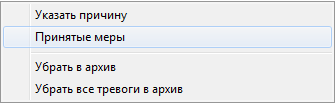 Указать причину
Принятые меры
Убрать в архив
Убрать все тревоги в архив